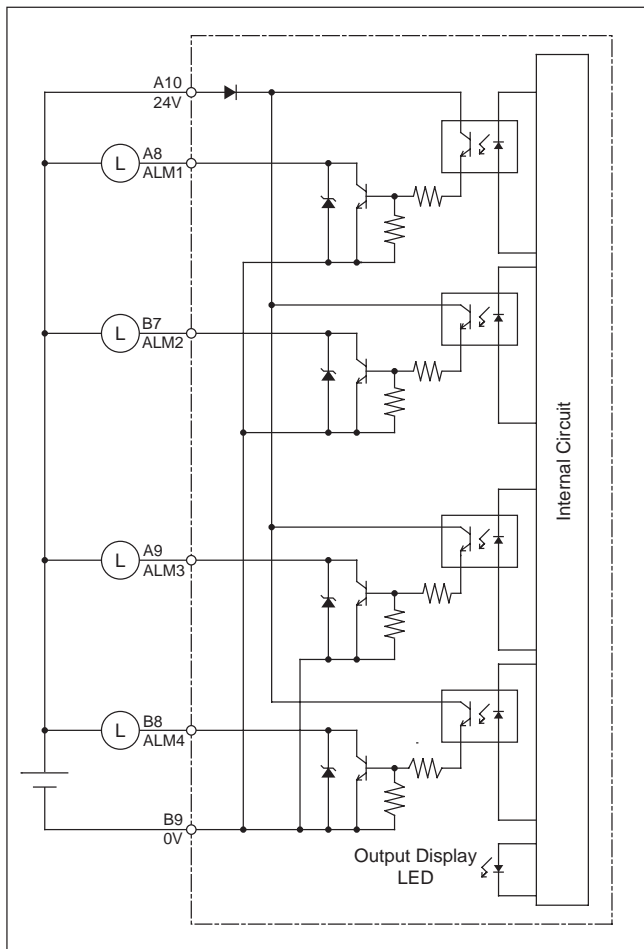 A10
24V
L
A8
ALM1
L
B7
ALM2
L
A9
ALM3
L
B8
ALM4
B9
0V
Internal Circuit
Output Display
LED